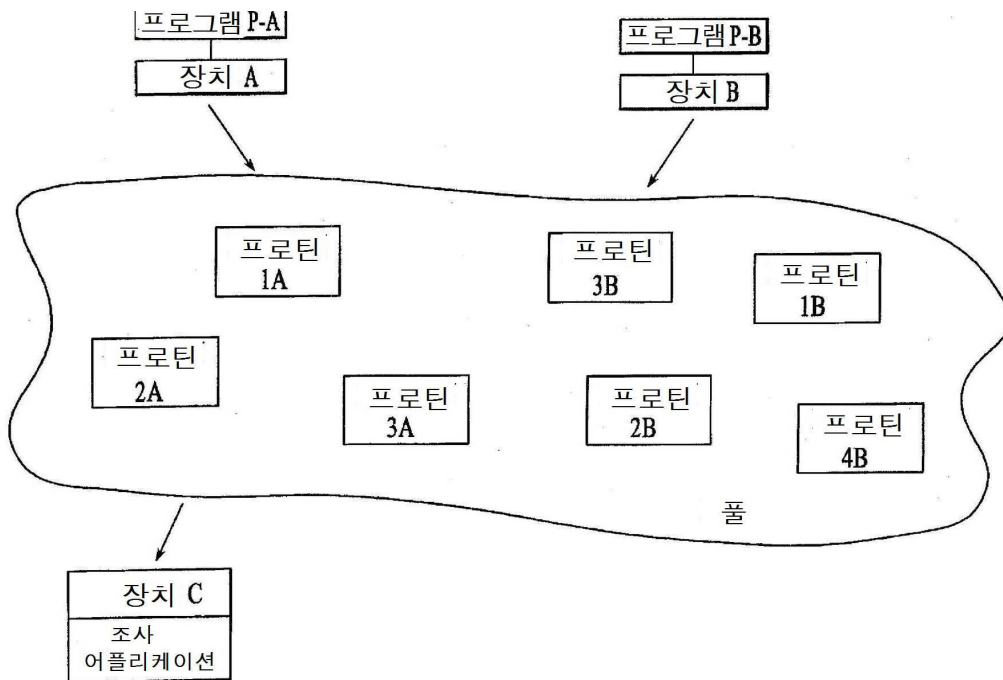 프로그램 P-A
장치 A
프로그램 P-B
장치 B
프로틴
1A
프로틴
3B
프로틴
1B
프로틴
2A
프로틴
3A
프로틴
2B
프로틴
4B
풀
장치 C
조사
어플리케이션